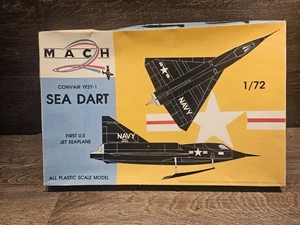 MACH 2
CONVAIR YF2Y-1
SEA DART
1/72
FIRST U.S
JET SEAPLANE
NAVY
NAVY
ALL PLASTIC SCALE MODEL